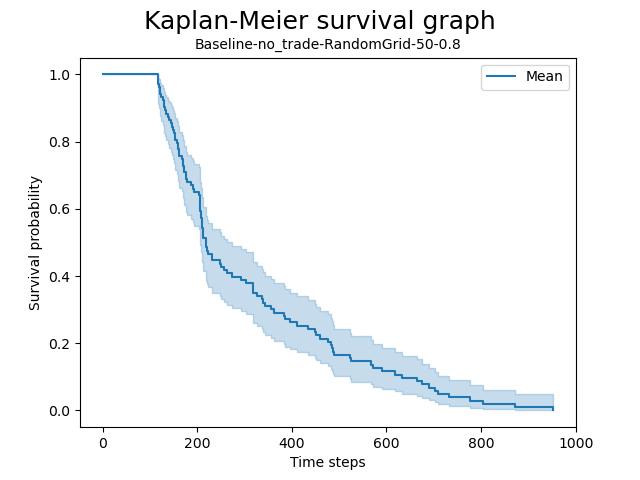 Kaplan-Meier survival graph
Baseline-no_trade-RandomGrid-50-0.8
Mean
Survival probability
1.0
0.8
0.6
0.4
0.2
0.0
0 200 400 600 800 1000
Time steps